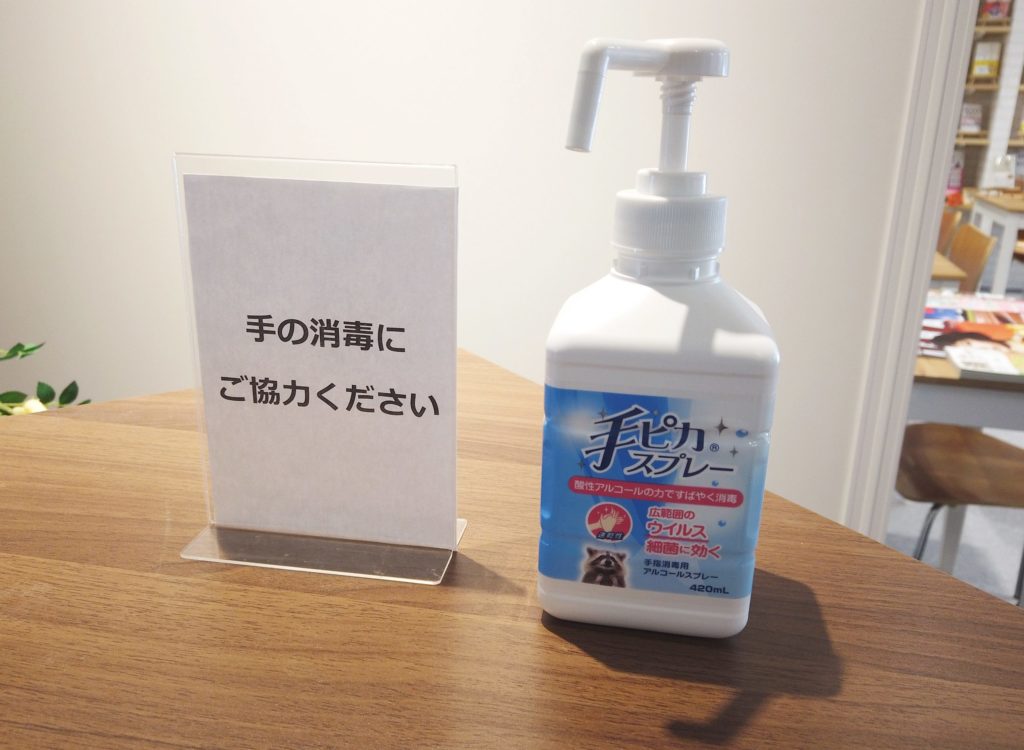 手の消毒に
ご協力ください
手ピカ®
スプレー
酸性アルコールの力ですばやく消毒
広範囲の
ウイルス
細菌に効く
速乾性
手指消毒用
アルコールスプレー
420mL